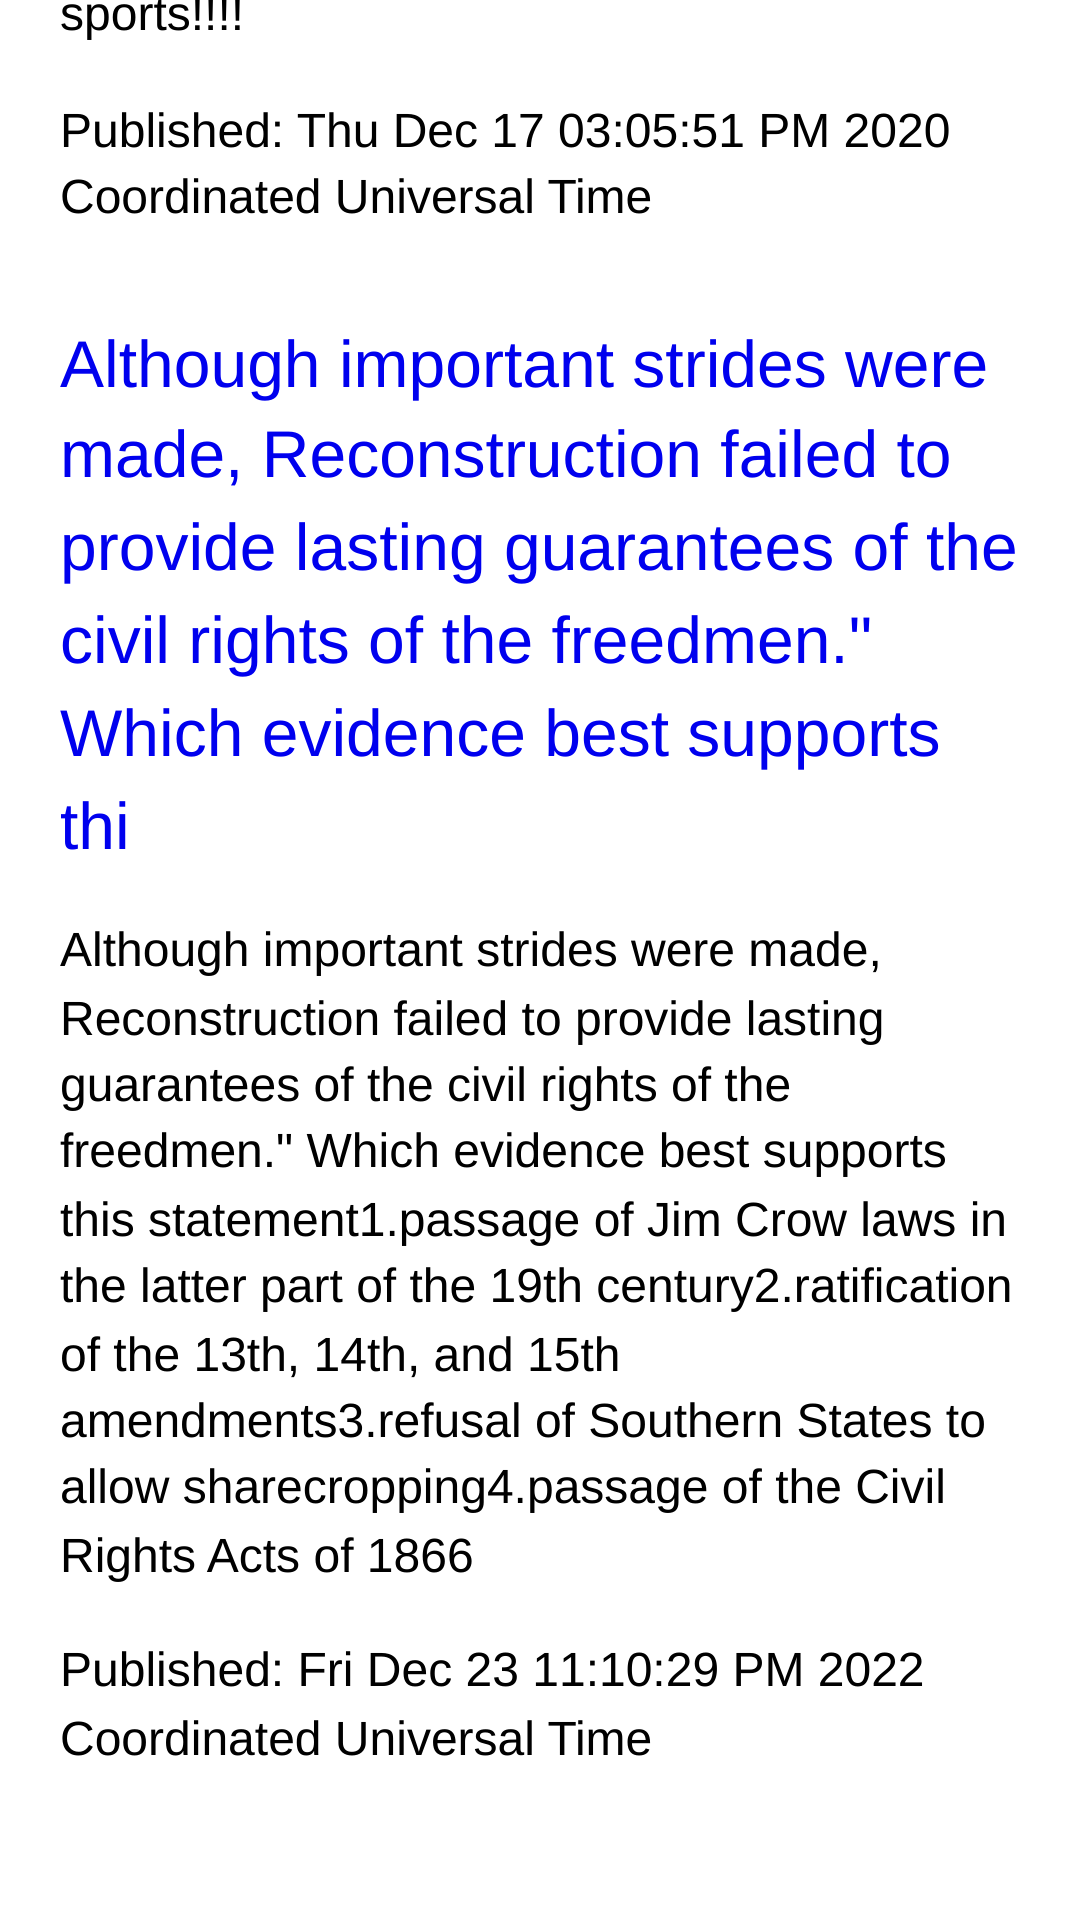 sports!!!!
Published: Thu Dec 17 03:05:51 PM 2020
Coordinated Universal Time
Although important strides were
made, Reconstruction failed to
provide lasting guarantees of the
civil rights of the freedmen."
Which evidence best supports
thi
Although important strides were made,
Reconstruction failed to provide lasting
guarantees of the civil rights of the
freedmen." Which evidence best supports
this statement1.passage of Jim Crow laws in
the latter part of the 19th century2.ratification
of the 13th, 14th, and 15th
amendments3.refusal of Southern States to
allow sharecropping4.passage of the Civil
Rights Acts of 1866
Published: Fri Dec 23 11:10:29 PM 2022
Coordinated Universal Time